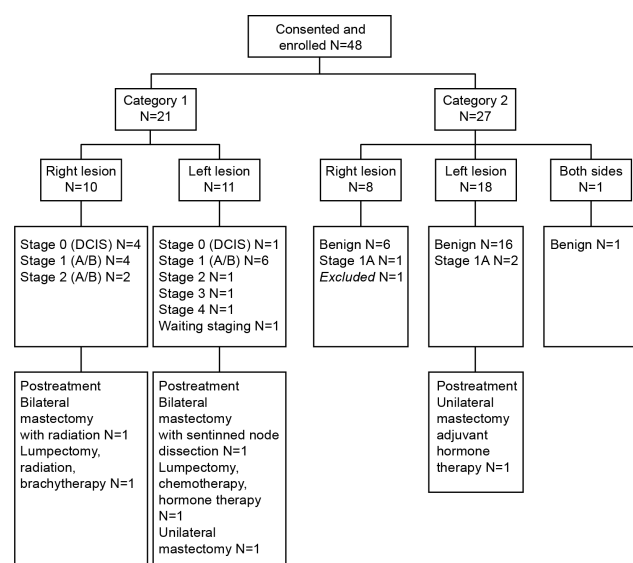 Consented and
enrolled N=48
Category 1
N=21
Category 2
N=27
Right lesion
N=10
Left lesion
N=11
Right lesion
N=8
Left lesion
N=18
Both sides
N=1
Stage 0 (DCIS) N=4
Stage 1 (A/B) N=4
Stage 2 (A/B) N=2
Stage 0 (DCIS) N=1
Stage 1 (A/B) N=6
Stage 2 N=1
Stage 3 N=1
Stage 4 N=1
Waiting staging N=1
Benign N=6
Stage 1A N=1
Excluded N=1
Benign N=16
Stage 1A N=2
Benign N=1
Postreatment
Bilateral
mastectomy
with radiation N=1
Lumpectomy,
radiation,
brachytherapy N=1
Postreatment
Bilateral
mastectomy
with sentinned node
dissection N=1
Lumpectomy,
chemotherapy,
hormone therapy
N=1
Unilateral
mastectomy N=1
Postreatment
Unilateral
mastectomy
adjuvant
hormone
therapy N=1